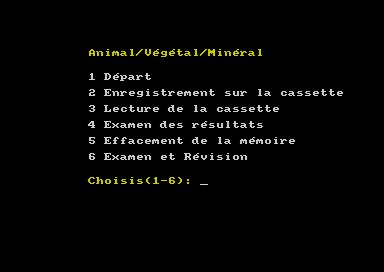 Animal/Végétal/Minéral
1 Départ
2 Enregistrement sur la cassette
3 Lecture de la cassette
4 Examen des résultats
5 Effacement de la mémoire
6 Examen et Révision
Choisis(1-6): _